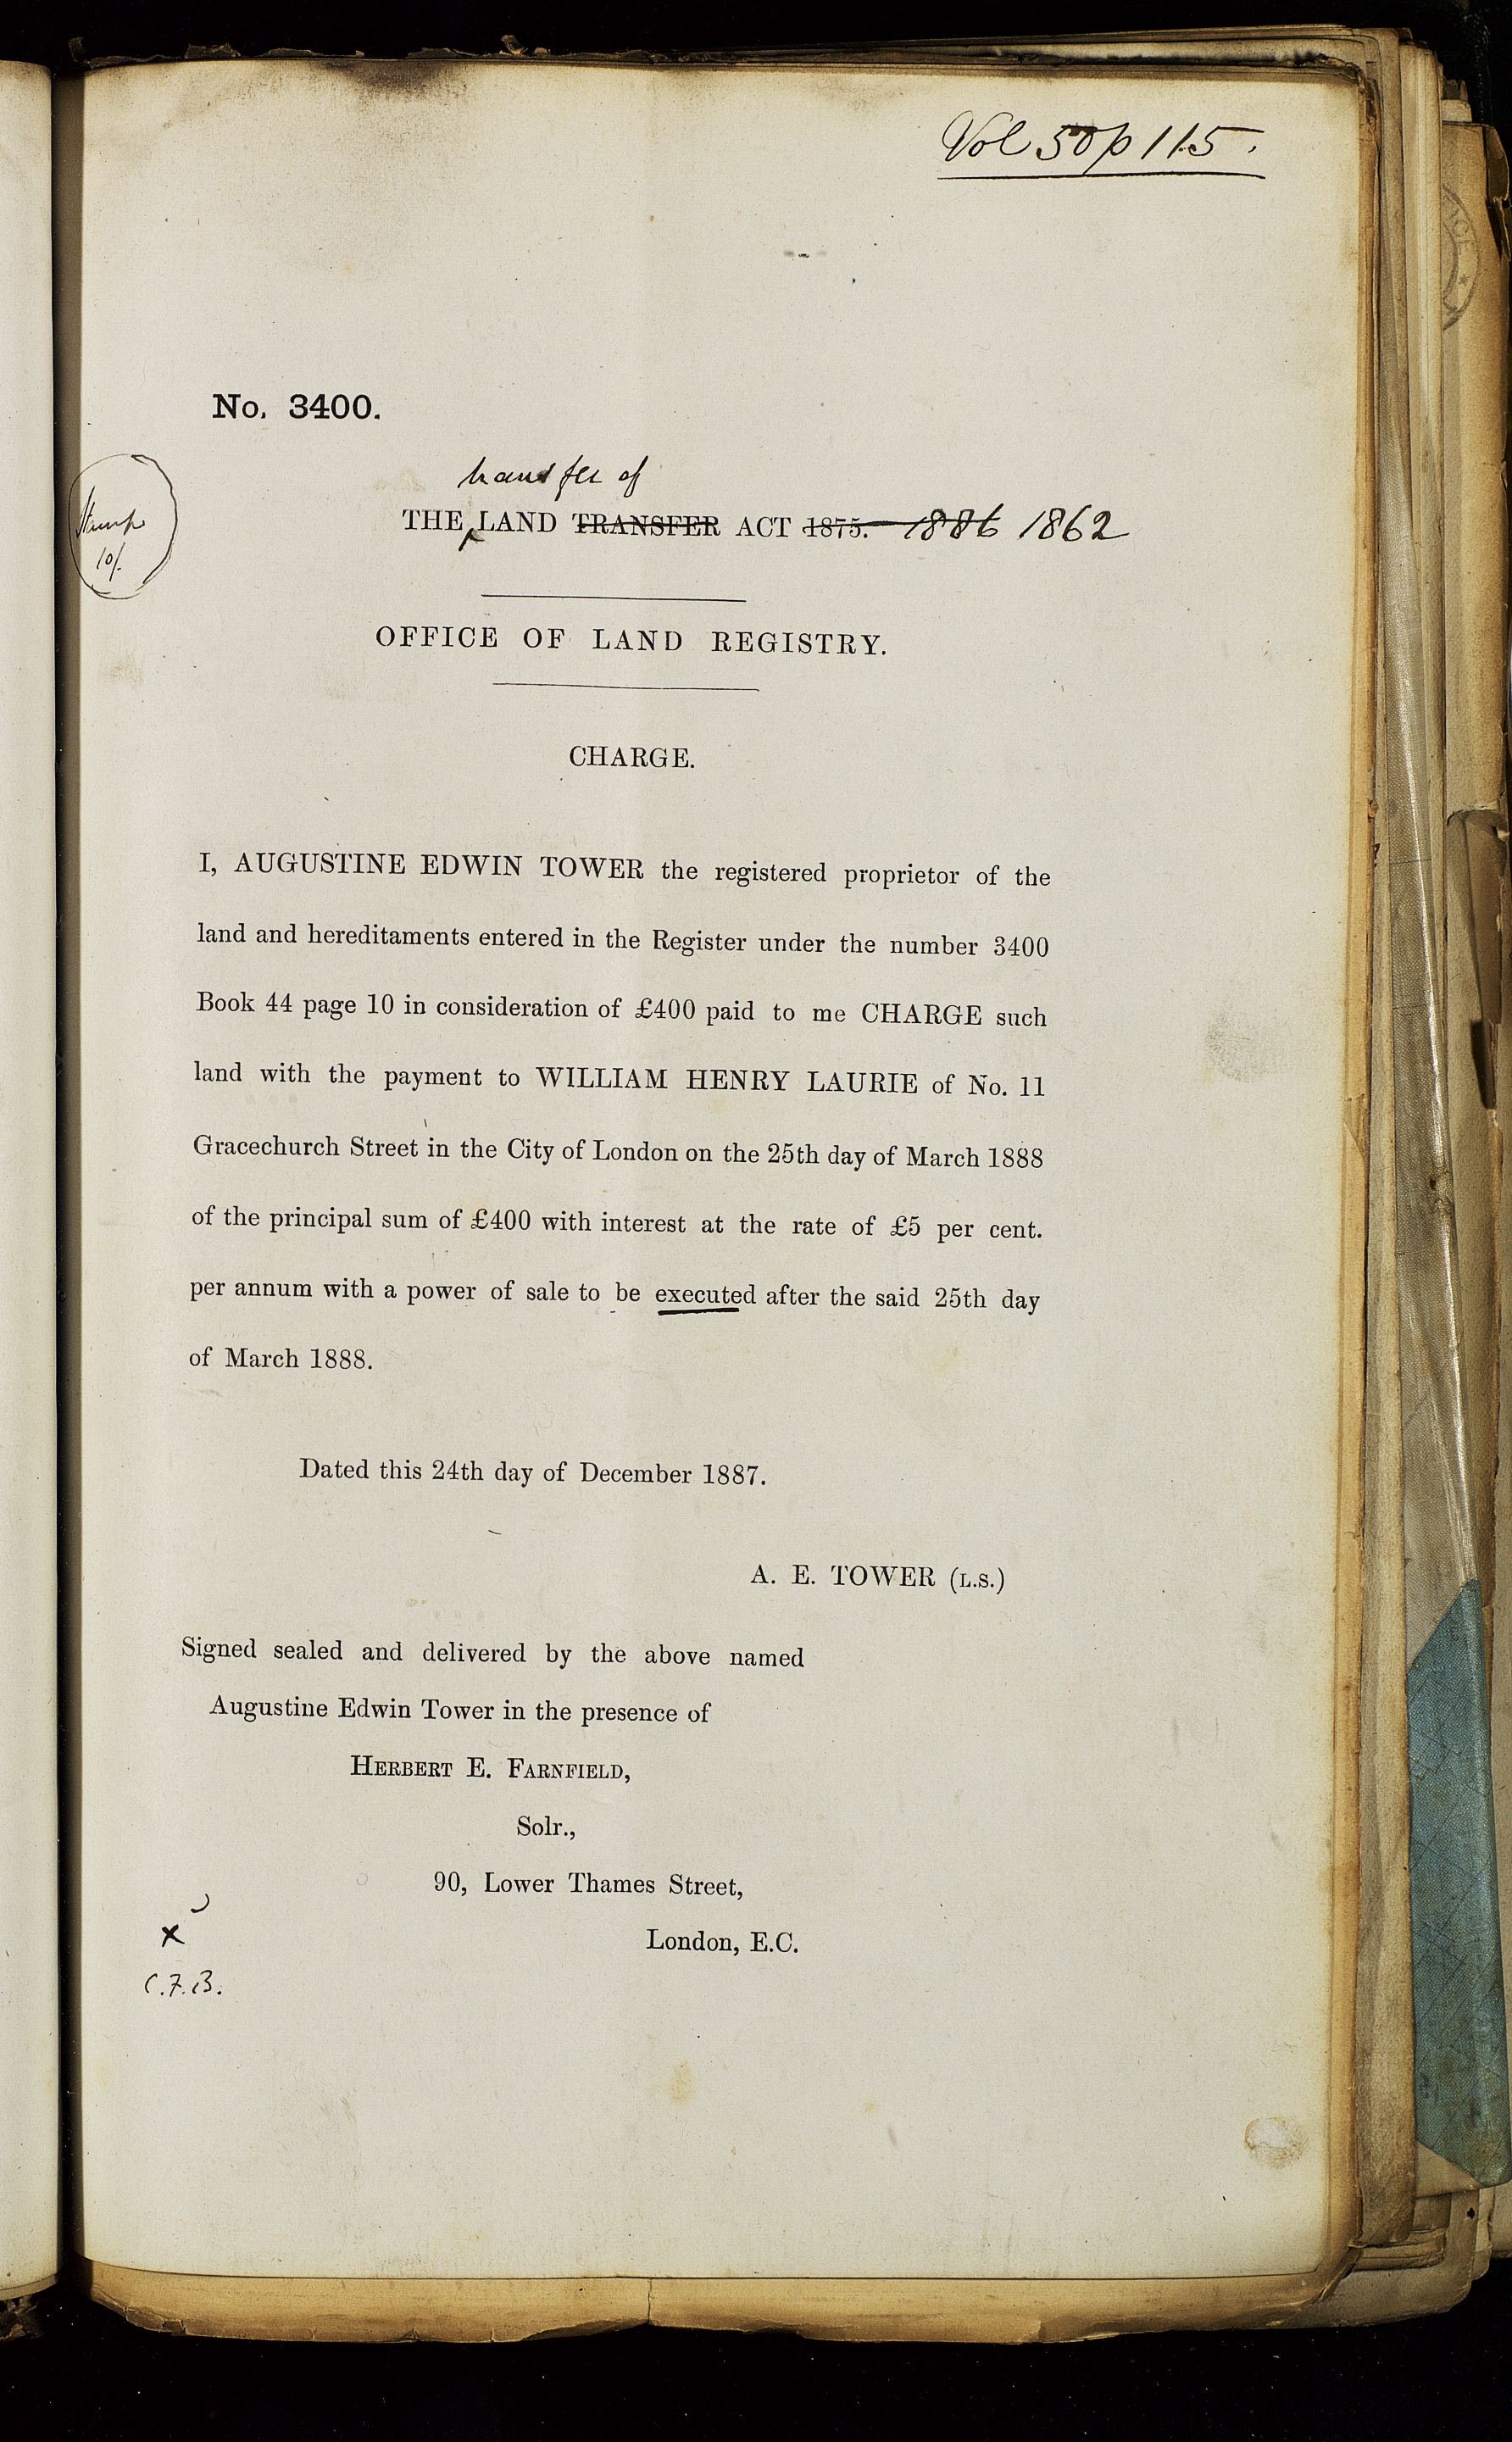 Vol 50 p 115.
No. 3400.
Stamp
10/.
transfer of
THE LAND TRANSFER ACT 1875. 1886 1862
OFFICE OF LAND REGISTRY.
CHARGE.
I, AUGUSTINE EDWIN TOWER the registered proprietor of the
land and hereditaments entered in the Register under the number 3400
Book 44 page 10 in consideration of £400 paid to me CHARGE such
land with the payment to WILLIAM HENRY LAURIE of No. 11
Gracechurch Street in the City of London on the 25th day of March 1888
of the principal sum of £400 with interest at the rate of £5 per cent.
per annum with a power of sale to be executed after the said 25th day
of March 1888.
Dated this 24th day of December 1887.
A. E. TOWER (L.S.)
Signed sealed and delivered by the above named
Augustine Edwin Tower in the presence of
HERBERT E. FARNFIELD,
Solr.,
90, Lower Thames Street,
London, E.C.
x
C.F.B.